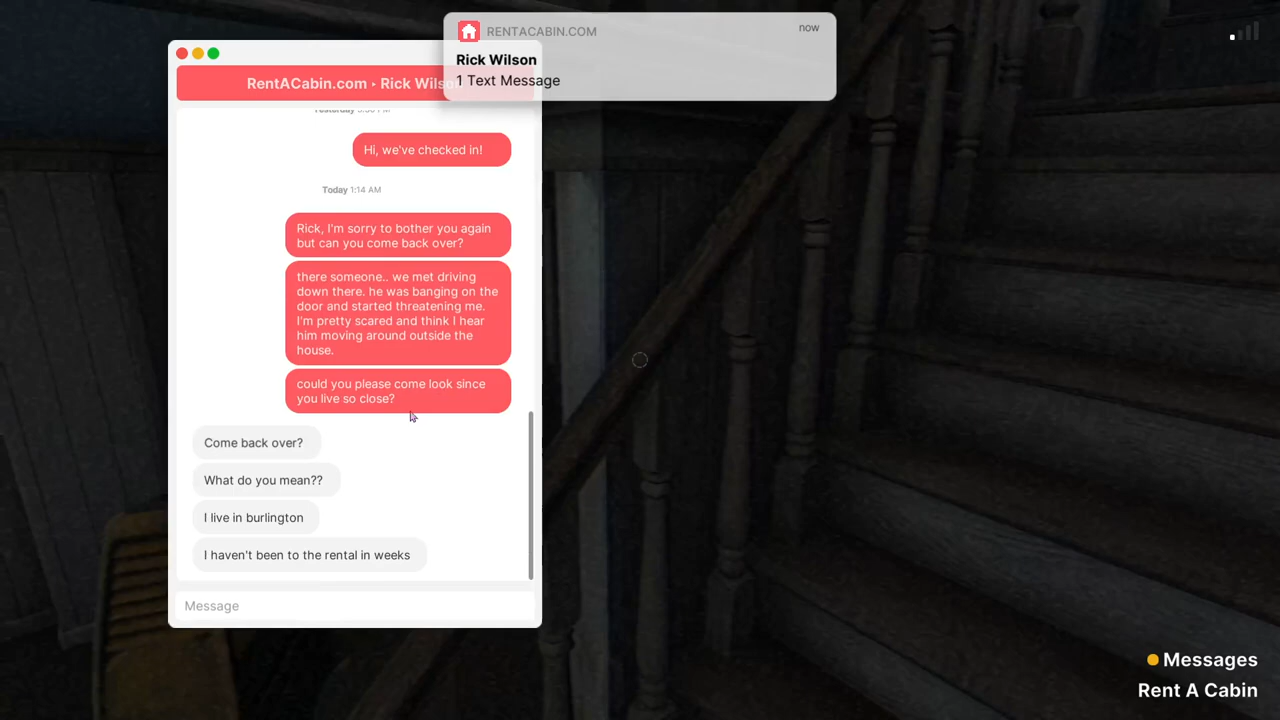 RENTACABIN.COM
now
Rick Wilson
1 Text Message
RentACabin.com ‣ Rick Wilson
Hi, we've checked in!
Today 1:14 AM
Rick, I'm sorry to bother you again
but can you come back over?
there someone.. we met driving
down there. he was banging on the
door and started threatening me.
I'm pretty scared and think I hear
him moving around outside the
house.
could you please come look since
you live so close?
Come back over?
What do you mean??
I live in burlington
I haven't been to the rental in weeks
Message
Messages
Rent A Cabin